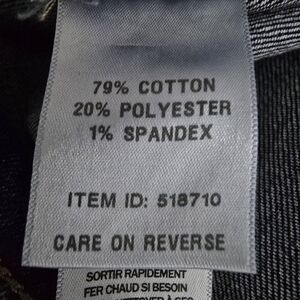 79% COTTON
20% POLYESTER
1% SPANDEX
ITEM ID: 518710
CARE ON REVERSE
SORTIR RAPIDEMENT
FER CHAUD SI BESOIN